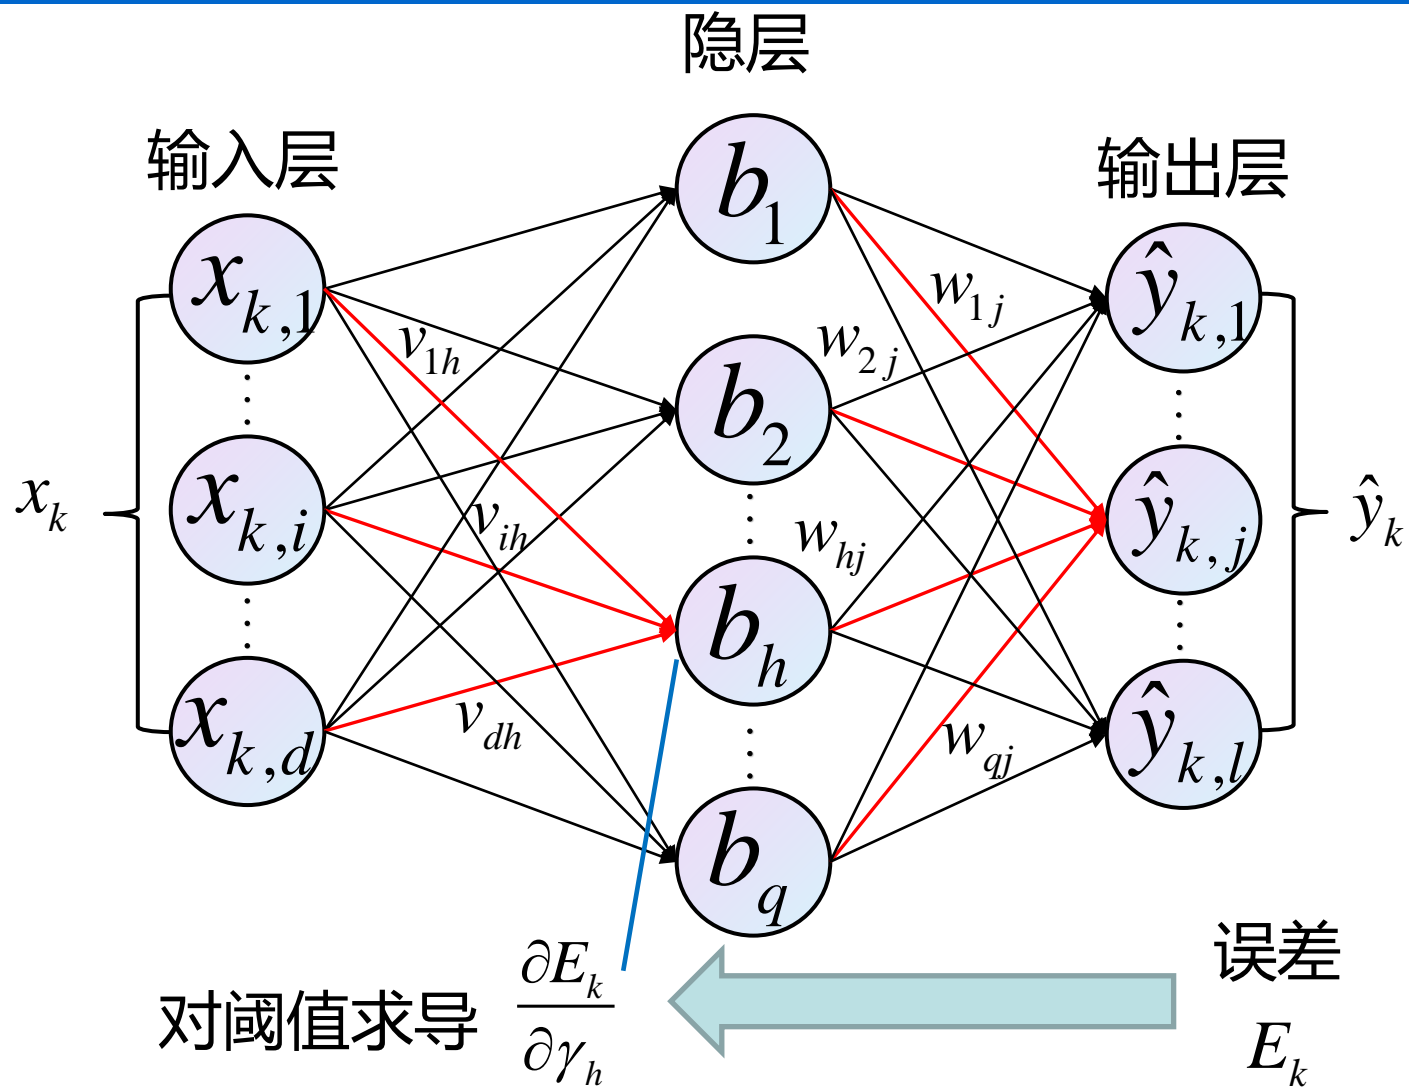 隐层
输入层
输出层
b_1
x_{k,1}
ŷ_{k,1}
w_{1j}
v_{1h}
w_{2j}
b_2
x_k
x_{k,i}
v_{ih}
w_{hj}
ŷ_{k,j}
ŷ_k
b_h
x_{k,d}
v_{dh}
w_{qj}
ŷ_{k,l}
b_q
误差
E_k
对阈值求导 ∂E_k/∂γ_h